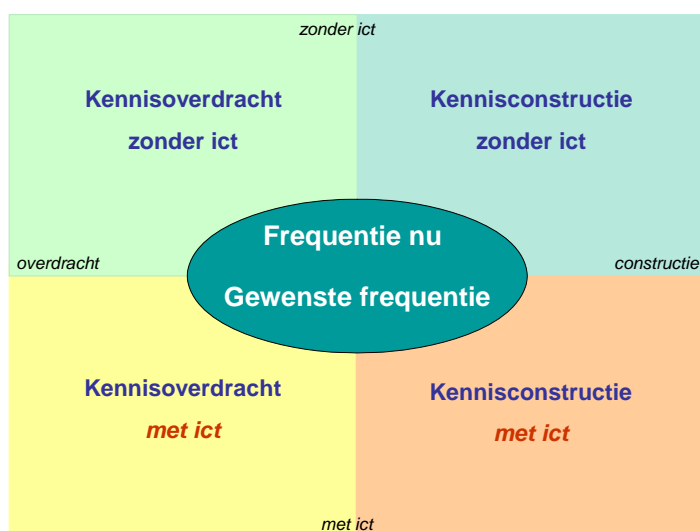 zonder ict
Kennisoverdracht
zonder ict
Kennisconstructie
zonder ict
Frequentie nu
Gewenste frequentie
overdracht
constructie
Kennisoverdracht
met ict
Kennisconstructie
met ict
met ict